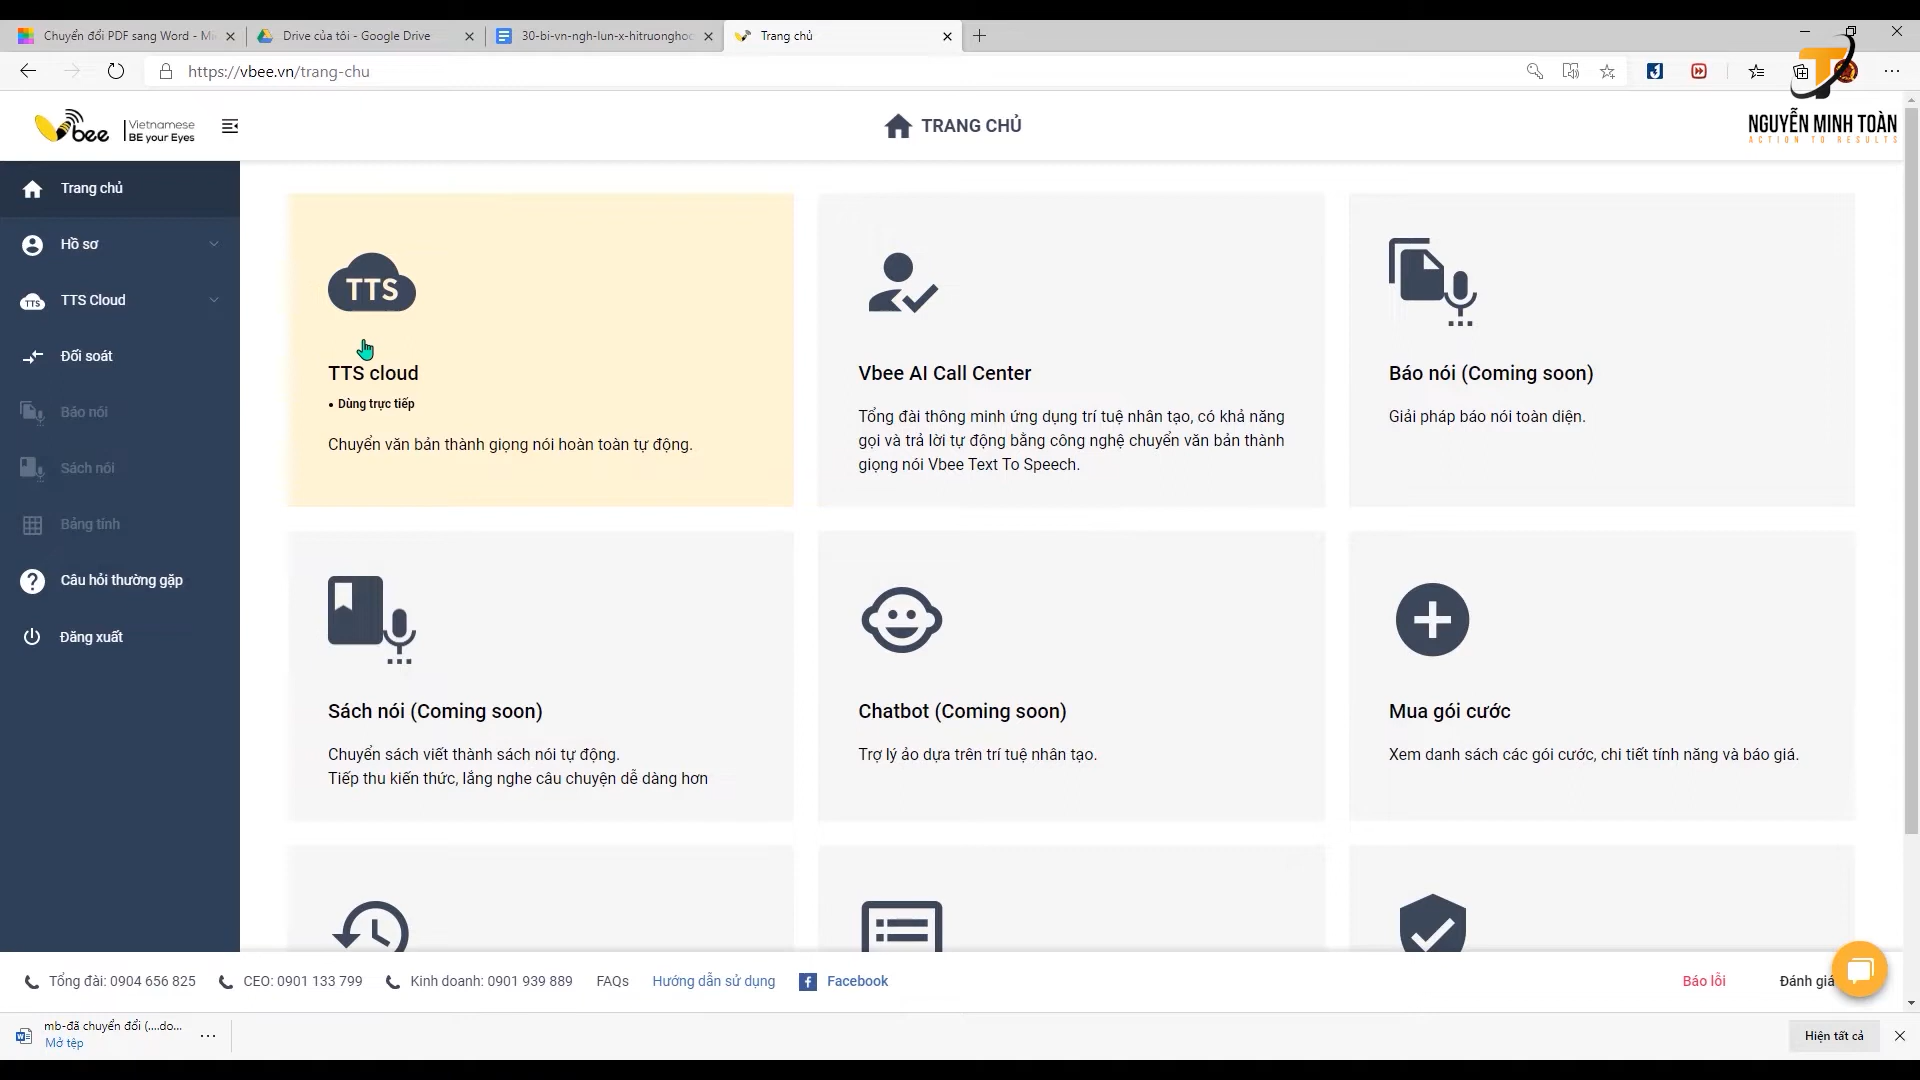 Chuyển đổi PDF sang Word - Mi
Drive của tôi - Google Drive
30-bi-vn-ngh-lun-x-hitruonghoc
Trang chủ
https://vbee.vn/trang-chu
Vbee
Vietnamese
BE your Eyes
TRANG CHỦ
NGUYỄN MINH TOÀN
ACTION TO RESULTS
Trang chủ
Hồ sơ
TTS
TTS Cloud
Đối soát
Báo nói
Sách nói
Bảng tính
Câu hỏi thường gặp
Đăng xuất
TTS
TTS cloud
• Dùng trực tiếp
Chuyển văn bản thành giọng nói hoàn toàn tự động.
Vbee AI Call Center
Tổng đài thông minh ứng dụng trí tuệ nhân tạo, có khả năng
gọi và trả lời tự động bằng công nghệ chuyển văn bản thành
giọng nói Vbee Text To Speech.
Báo nói (Coming soon)
Giải pháp báo nói toàn diện.
Sách nói (Coming soon)
Chuyển sách viết thành sách nói tự động.
Tiếp thu kiến thức, lắng nghe câu chuyện dễ dàng hơn
Chatbot (Coming soon)
Trợ lý ảo dựa trên trí tuệ nhân tạo.
Mua gói cước
Xem danh sách các gói cước, chi tiết tính năng và báo giá.
Tổng đài: 0904 656 825
CEO: 0901 133 799
Kinh doanh: 0901 939 889
FAQs
Hướng dẫn sử dụng
Facebook
Báo lỗi
Đánh giá
mb-đã chuyển đổi (....do...
Mở tệp
Hiện tất cả